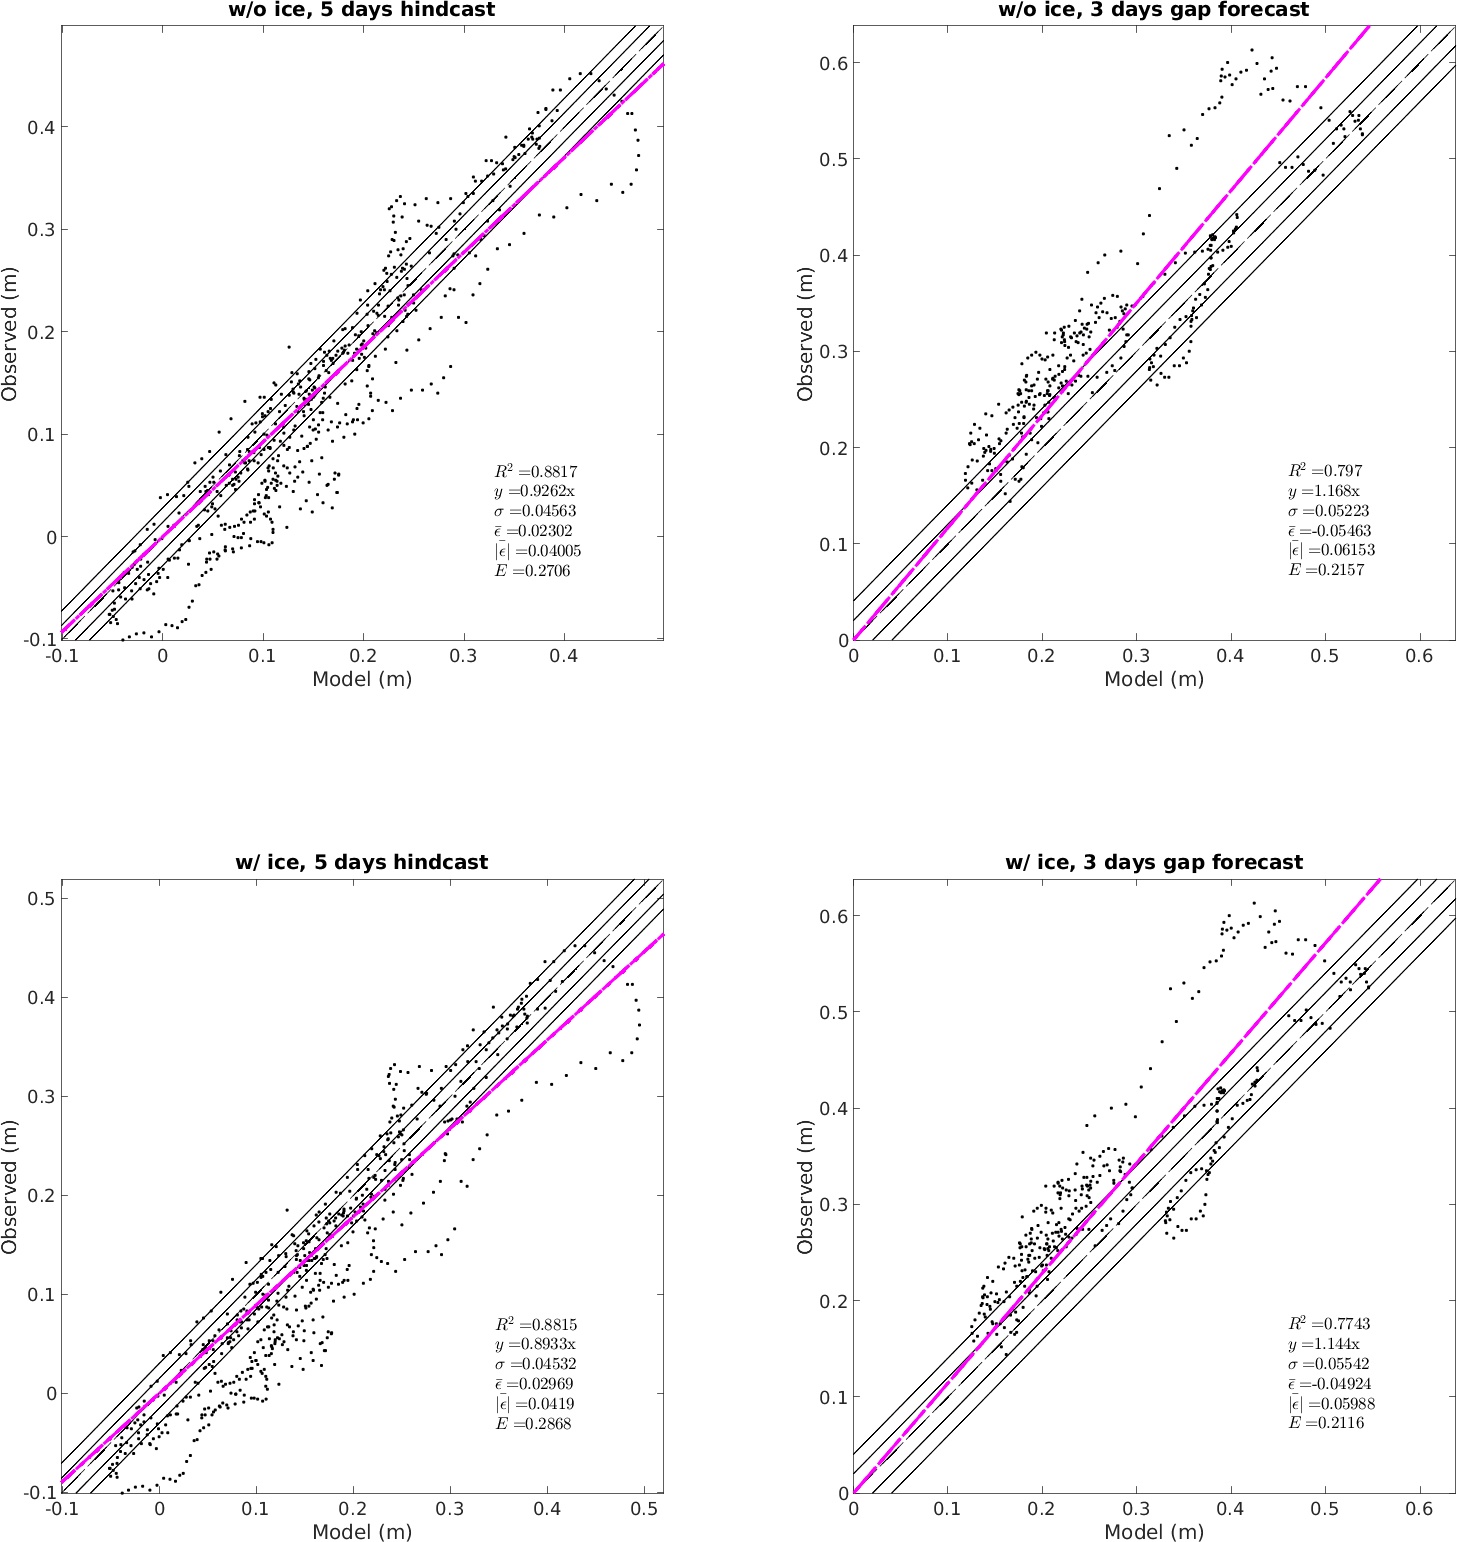 w/o ice, 5 days hindcast
0.4
0.3
0.2
0.1
0
-0.1
Observed (m)
R² =0.8817
y =0.9262x
σ =0.04563
ε̄ =0.02302
|ε̄| =0.04005
E =0.2706
-0.1 0 0.1 0.2 0.3 0.4
Model (m)
w/o ice, 3 days gap forecast
0.6
0.5
0.4
0.3
0.2
0.1
0
Observed (m)
R² =0.797
y =1.168x
σ =0.05223
ε̄ =-0.05463
|ε̄| =0.06153
E =0.2157
0 0.1 0.2 0.3 0.4 0.5 0.6
Model (m)
w/ ice, 5 days hindcast
0.5
0.4
0.3
0.2
0.1
0
-0.1
Observed (m)
R² =0.8815
y =0.8933x
σ =0.04532
ε̄ =0.02969
|ε̄| =0.0419
E =0.2868
-0.1 0 0.1 0.2 0.3 0.4 0.5
Model (m)
w/ ice, 3 days gap forecast
0.6
0.5
0.4
0.3
0.2
0.1
0
Observed (m)
R² =0.7743
y =1.144x
σ =0.05542
ε̄ =-0.04924
|ε̄| =0.05988
E =0.2116
0 0.1 0.2 0.3 0.4 0.5 0.6
Model (m)